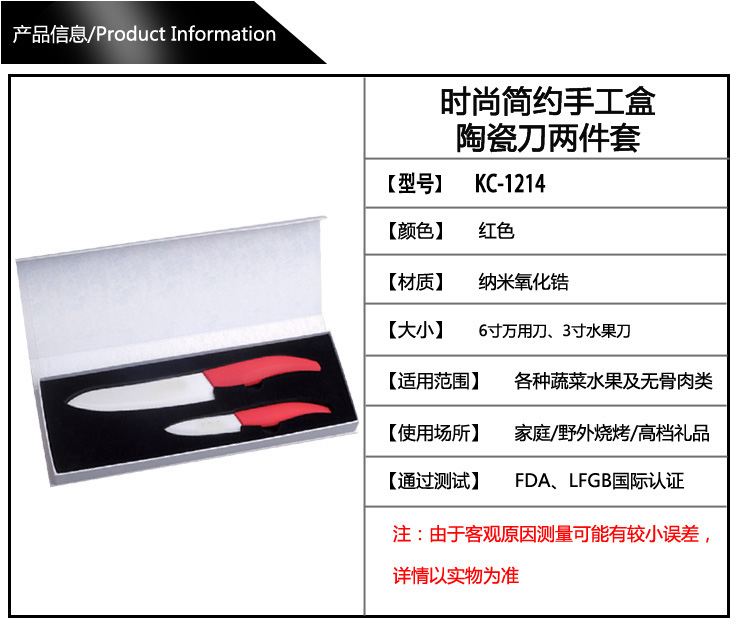 产品信息/Product Information
时尚简约手工盒
陶瓷刀两件套
【型号】 KC-1214
【颜色】 红色
【材质】 纳米氧化锆
【大小】 6寸万用刀、3寸水果刀
【适用范围】 各种蔬菜水果及无骨肉类
【使用场所】 家庭/野外烧烤/高档礼品
【通过测试】 FDA、LFGB国际认证
注：由于客观原因测量可能有较小误差，
详情以实物为准